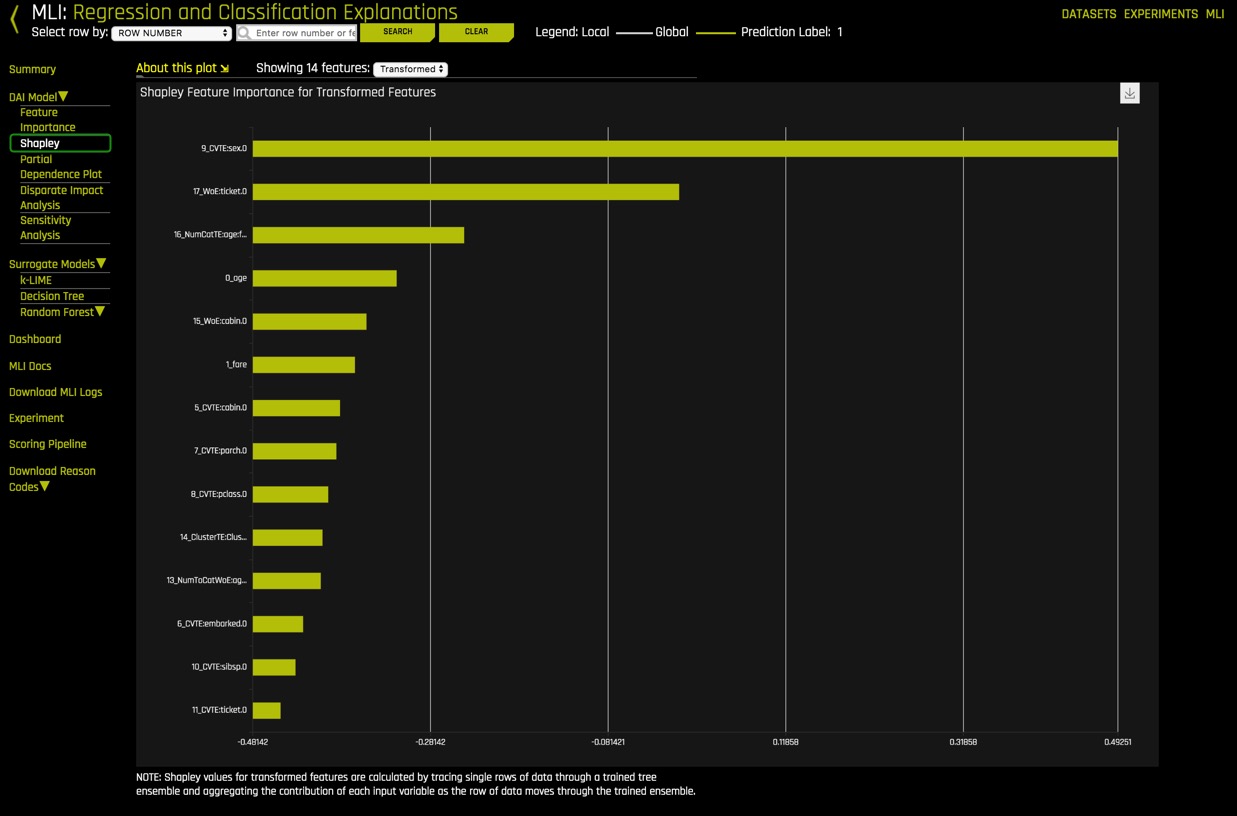 MLI: Regression and Classification Explanations
DATASETS EXPERIMENTS MLI
Select row by: ROW NUMBER Enter row number or fe SEARCH CLEAR Legend: Local Global Prediction Label: 1
Summary
DAI Model
Feature
Importance
Shapley
Partial
Dependence Plot
Disparate Impact
Analysis
Sensitivity
Analysis
Surrogate Models
k-LIME
Decision Tree
Random Forest
Dashboard
MLI Docs
Download MLI Logs
Experiment
Scoring Pipeline
Download Reason
Codes
About this plot Showing 14 features: Transformed
Shapley Feature Importance for Transformed Features
9_CVTE:sex.0
17_WoE:ticket.0
16_NumCatTE:age:f...
0_age
15_WoE:cabin.0
1_fare
5_CVTE:cabin.0
7_CVTE:parch.0
8_CVTE:pclass.0
14_ClusterTE:Clus...
13_NumToCatWoE:ag...
6_CVTE:embarked.0
10_CVTE:sibsp.0
11_CVTE:ticket.0
-0.48142 -0.28142 -0.081421 0.11858 0.31858 0.49251
NOTE: Shapley values for transformed features are calculated by tracing single rows of data through a trained tree
ensemble and aggregating the contribution of each input variable as the row of data moves through the trained ensemble.